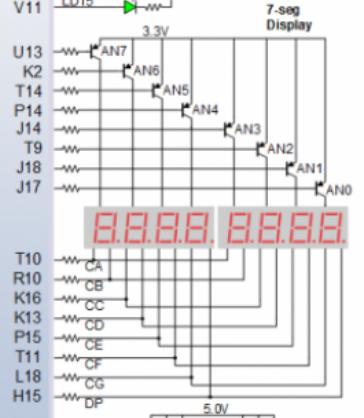 V11 LD15
7-seg
Display
3.3V
U13 AN7
K2 AN6
T14 AN5
P14 AN4
J14 AN3
T9 AN2
J18 AN1
J17 AN0
8.8.8.8. 8.8.8.8.
T10 CA
R10 CB
K16 CC
K13 CD
P15 CE
T11 CF
L18 CG
H15 DP
5.0V